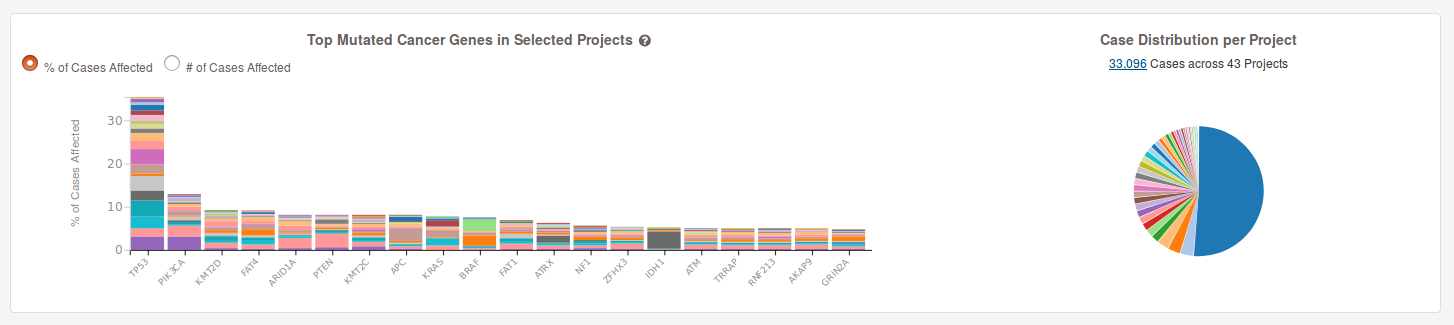 Top Mutated Cancer Genes in Selected Projects ?
% of Cases Affected
# of Cases Affected
% of Cases Affected
30
20
10
0
TP53
PIK3CA
KMT2D
FAT4
ARID1A
PTEN
KMT2C
APC
KRAS
BRAF
FAT1
ATRX
NF1
ZFHX3
IDH1
ATM
TRRAP
RNF213
AKAP9
GRIN2A
Case Distribution per Project
33,096 Cases across 43 Projects